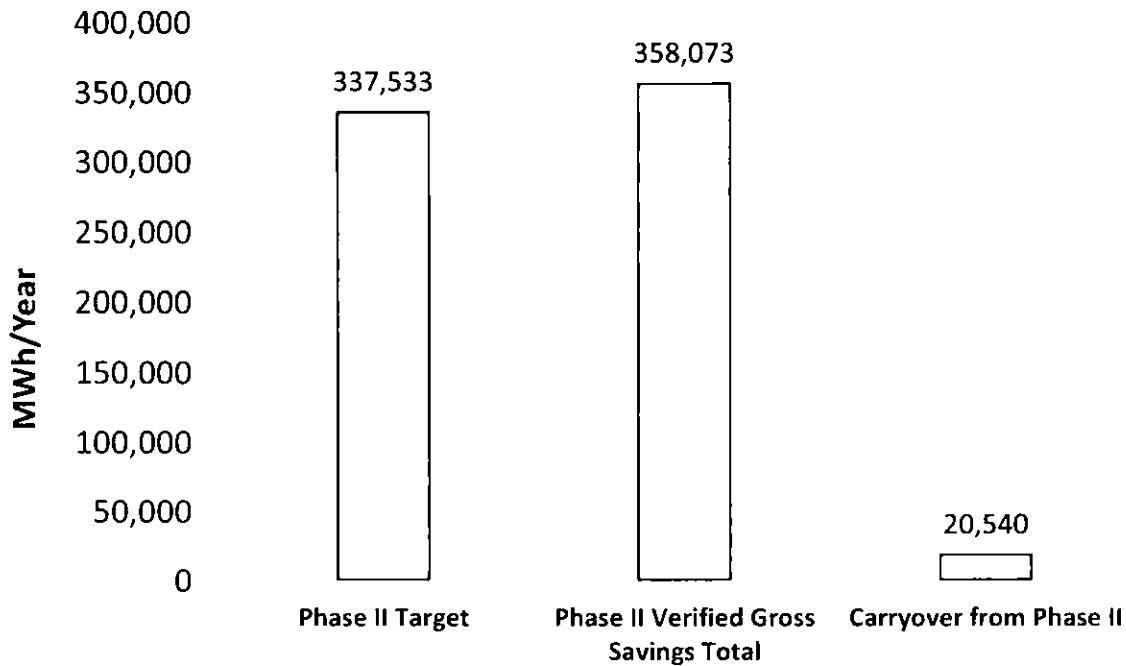 400,000
350,000
300,000
250,000
200,000
150,000
100,000
50,000
0
MWh/Year
337,533
358,073
20,540
Phase II Target
Phase II Verified Gross
Savings Total
Carryover from Phase II